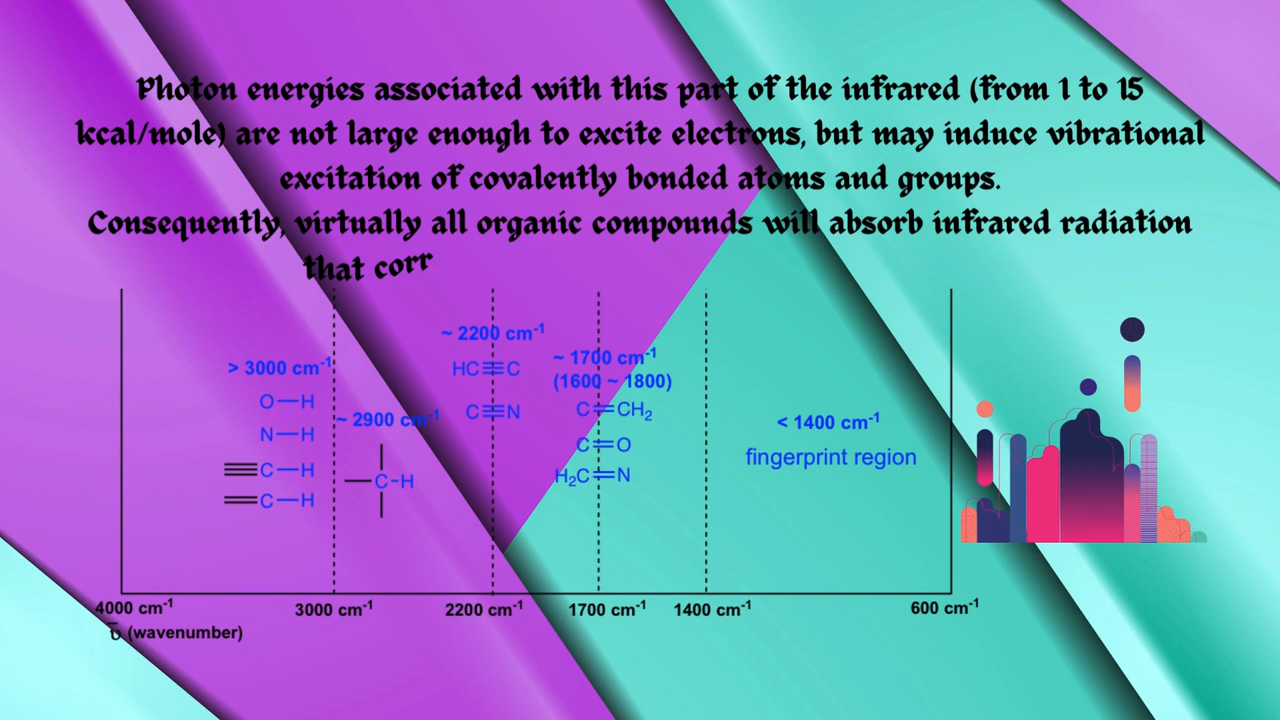 Photon energies associated with this part of the infrared (from 1 to 15
kcal/mole) are not large enough to excite electrons, but may induce vibrational
excitation of covalently bonded atoms and groups.
Consequently, virtually all organic compounds will absorb infrared radiation
that corr
~ 2200 cm⁻¹
> 3000 cm⁻¹
~ 1700 cm⁻¹
(1600 ~ 1800)
HC≡C
O—H
~ 2900 cm⁻¹
C≡N
C=CH₂
< 1400 cm⁻¹
N—H
C=O
fingerprint region
≡C—H
—C-H
H₂C=N
=C—H
4000 cm⁻¹ 3000 cm⁻¹ 2200 cm⁻¹ 1700 cm⁻¹ 1400 cm⁻¹ 600 cm⁻¹
ῡ (wavenumber)